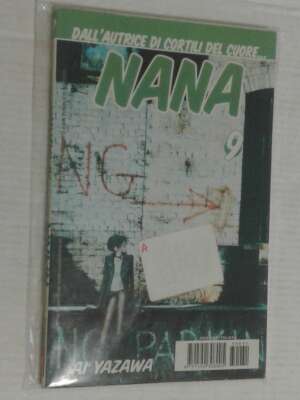 DALL'AUTRICE DI CORTILI DEL CUORE...
NANA
9
NG
A
NO PARKIN
AI YAZAWA